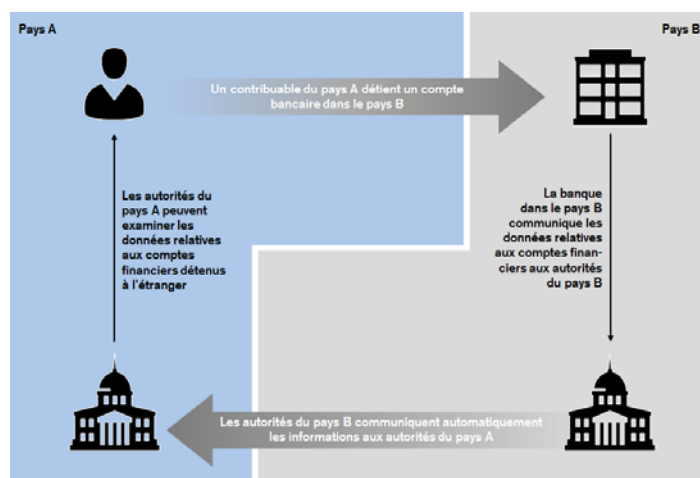 Pays A
Pays B
Un contribuable du pays A détient un compte
bancaire dans le pays B
Les autorités du
pays A peuvent
examiner les
données relatives
aux comptes
financiers détenus
à l'étranger
La banque
dans le pays B
communique les
données relatives
aux comptes finan-
ciers aux autorités
du pays B
Les autorités du pays B communiquent automatiquement
les informations aux autorités du pays A